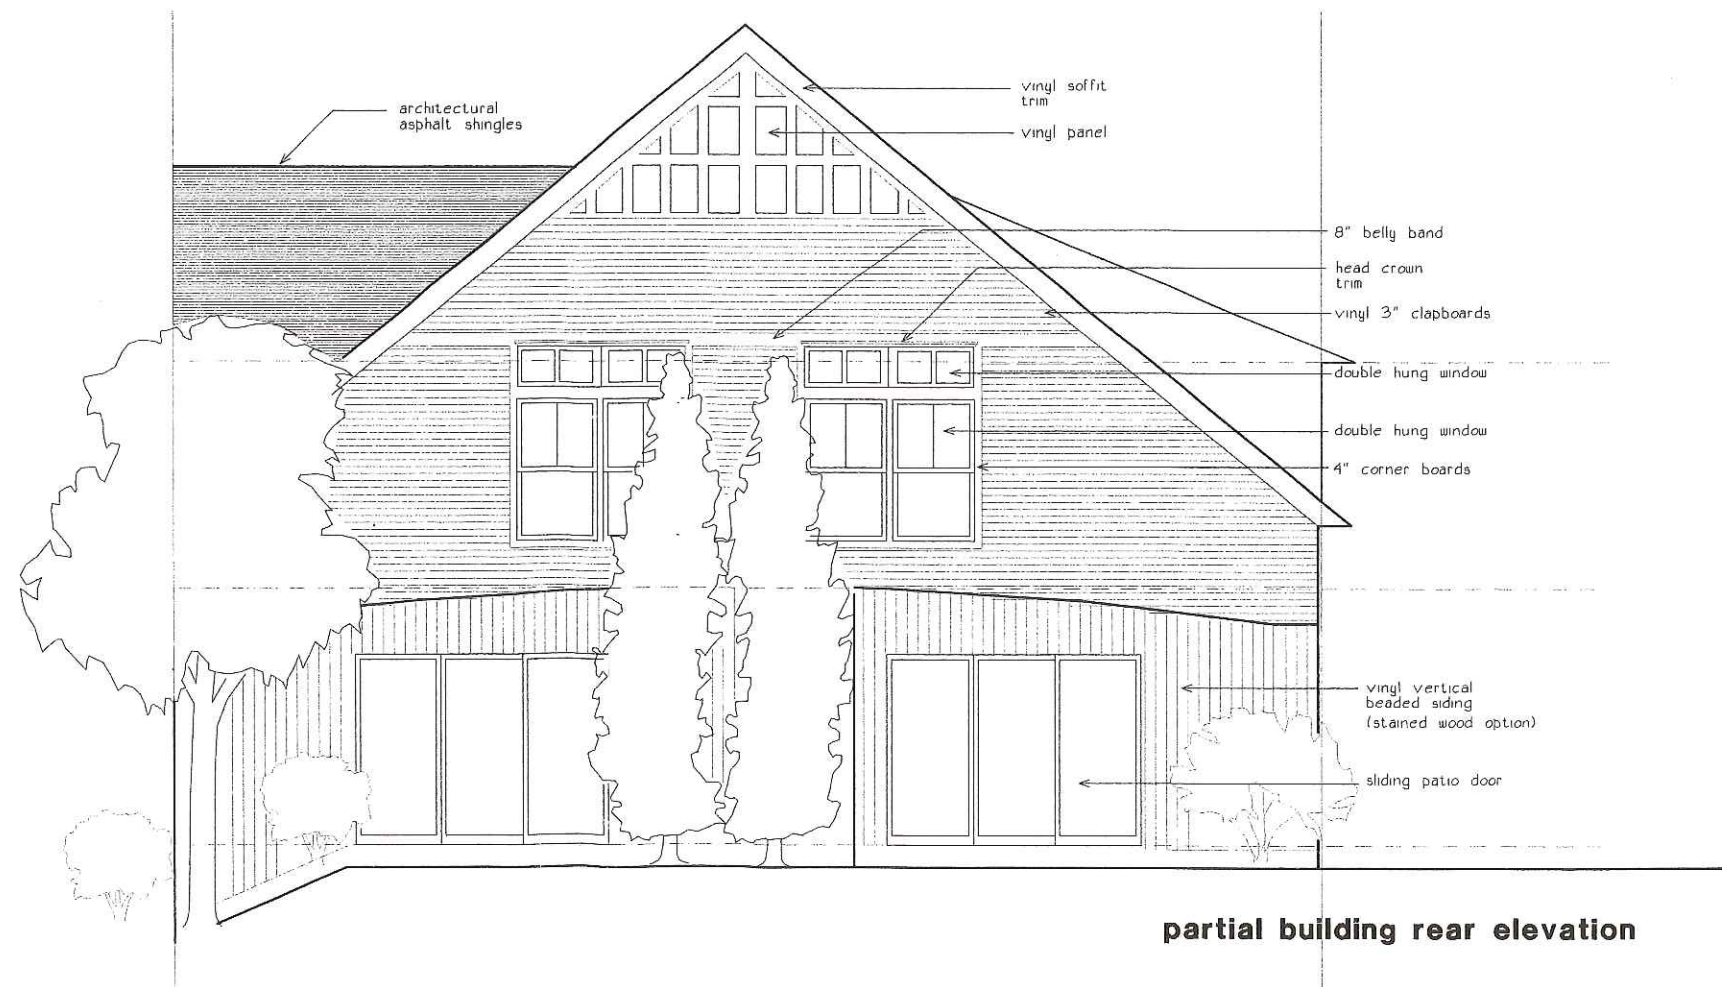 architectural
asphalt shingles
vinyl soffit
trim
vinyl panel
8" belly band
head crown
trim
vinyl 3" clapboards
double hung window
double hung window
4" corner boards
vinyl vertical
beaded siding
(stained wood option)
sliding patio door
partial building rear elevation